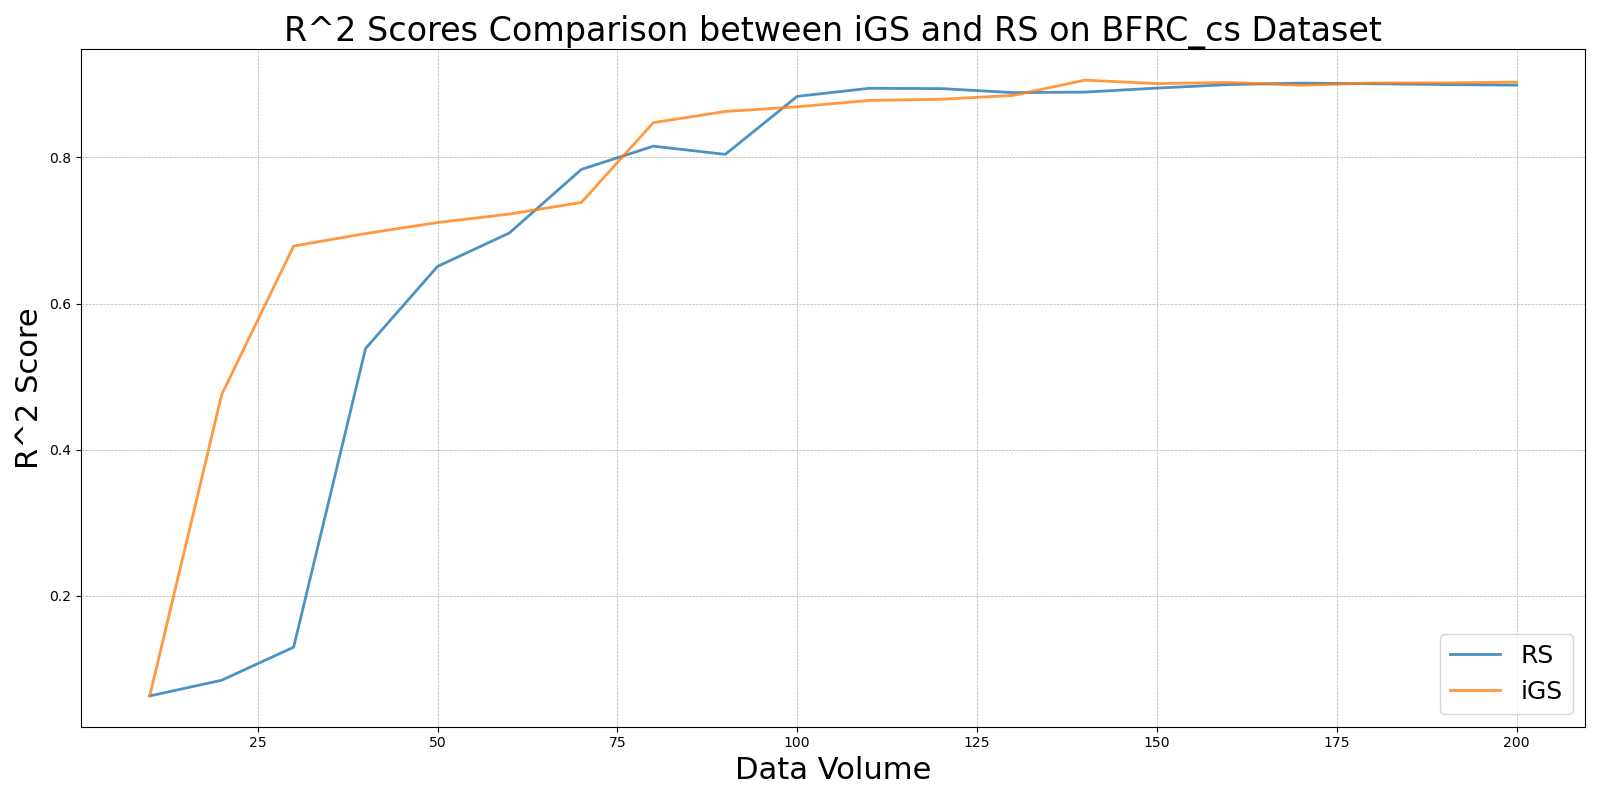 R^2 Scores Comparison between iGS and RS on BFRC_cs Dataset
R^2 Score
0.8
0.6
0.4
0.2
25 50 75 100 125 150 175 200
Data Volume
RS
iGS